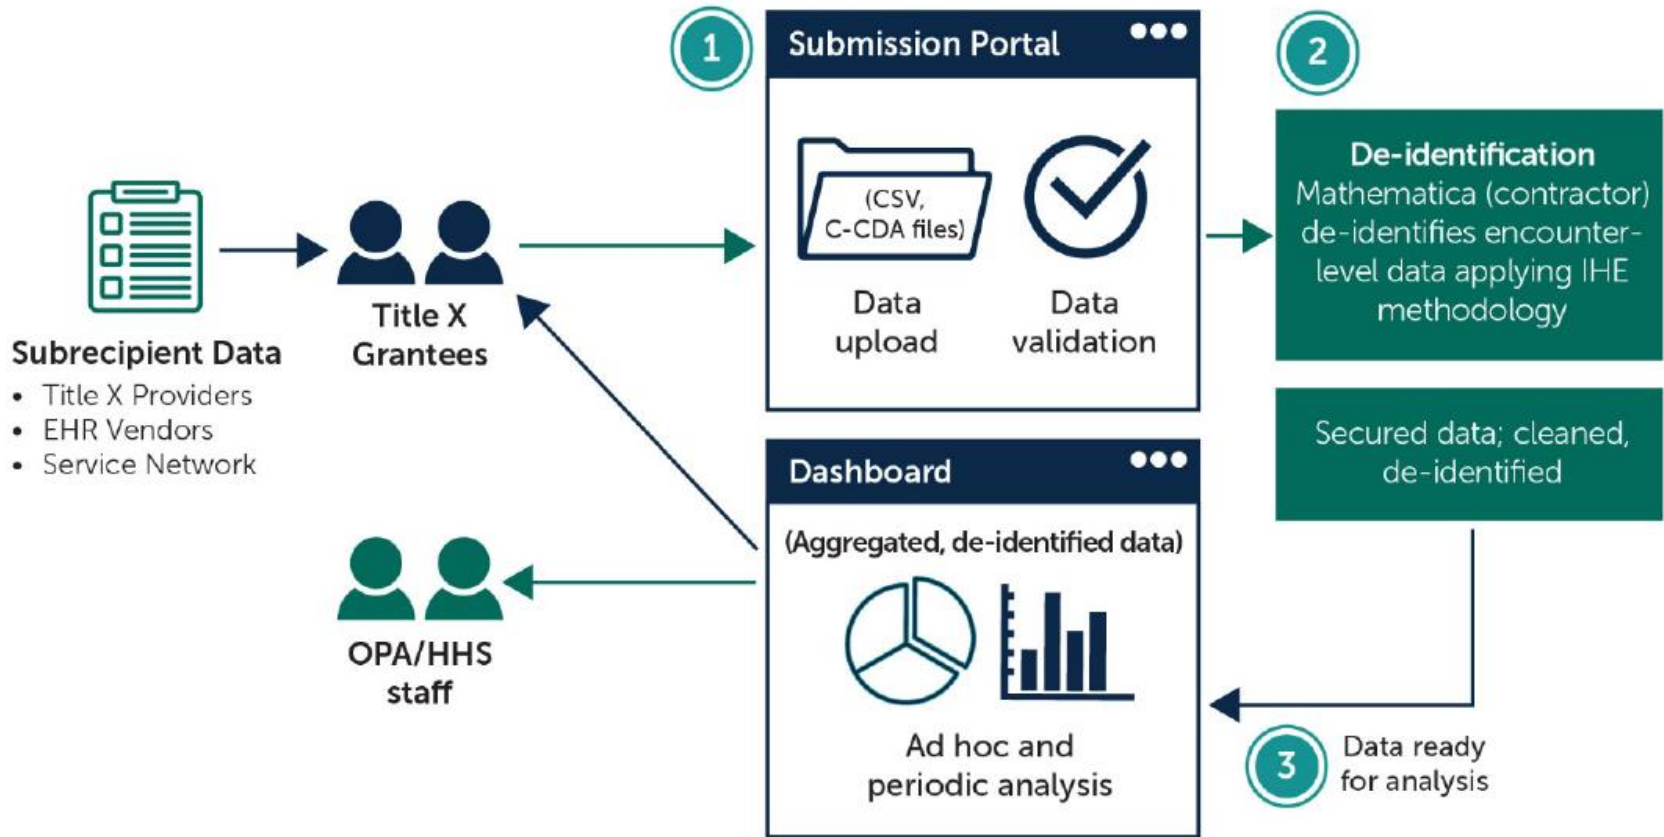 1
Submission Portal
(CSV,
C-CDA files)
Data
upload
Data
validation
2
De-identification
Mathematica (contractor)
de-identifies encounter-
level data applying IHE
methodology
Secured data; cleaned,
de-identified
Subrecipient Data
• Title X Providers
• EHR Vendors
• Service Network
Title X
Grantees
OPA/HHS
staff
Dashboard
(Aggregated, de-identified data)
Ad hoc and
periodic analysis
3
Data ready
for analysis